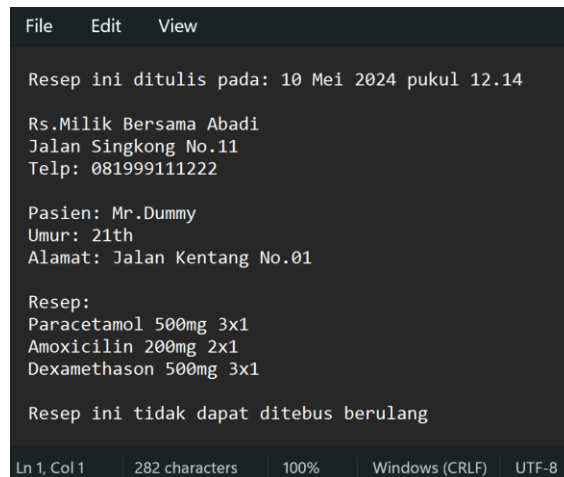 File Edit View
Resep ini ditulis pada: 10 Mei 2024 pukul 12.14
Rs.Milik Bersama Abadi
Jalan Singkong No.11
Telp: 081999111222
Pasien: Mr.Dummy
Umur: 21th
Alamat: Jalan Kentang No.01
Resep:
Paracetamol 500mg 3x1
Amoxicilin 200mg 2x1
Dexamethason 500mg 3x1
Resep ini tidak dapat ditebus berulang
Ln 1, Col 1 282 characters 100% Windows (CRLF) UTF-8